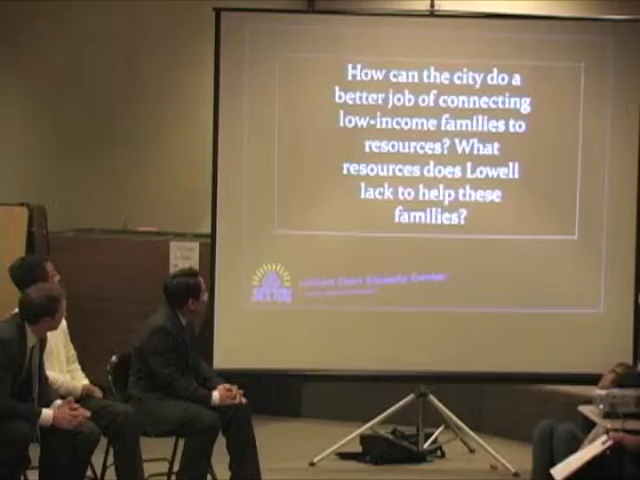 How can the city do a
better job of connecting
low-income families to
resources? What
resources does Lowell
lack to help these
families?